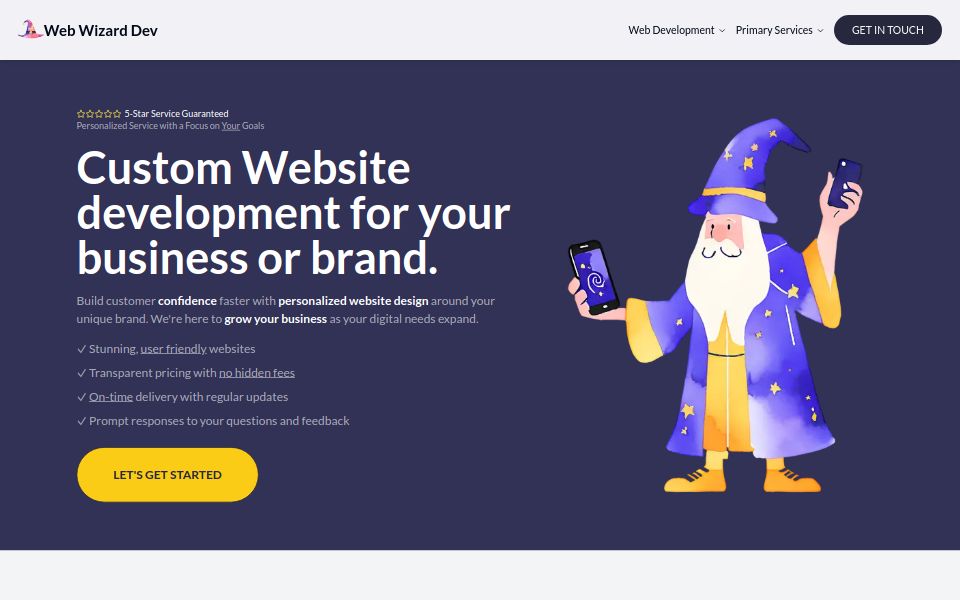 Web Wizard Dev
Web Development
Primary Services
GET IN TOUCH
5-Star Service Guaranteed
Personalized Service with a Focus on Your Goals
Custom Website
development for your
business or brand.
Build customer confidence faster with personalized website design around your
unique brand. We're here to grow your business as your digital needs expand.
Stunning, user friendly websites
Transparent pricing with no hidden fees
On-time delivery with regular updates
Prompt responses to your questions and feedback
LET'S GET STARTED